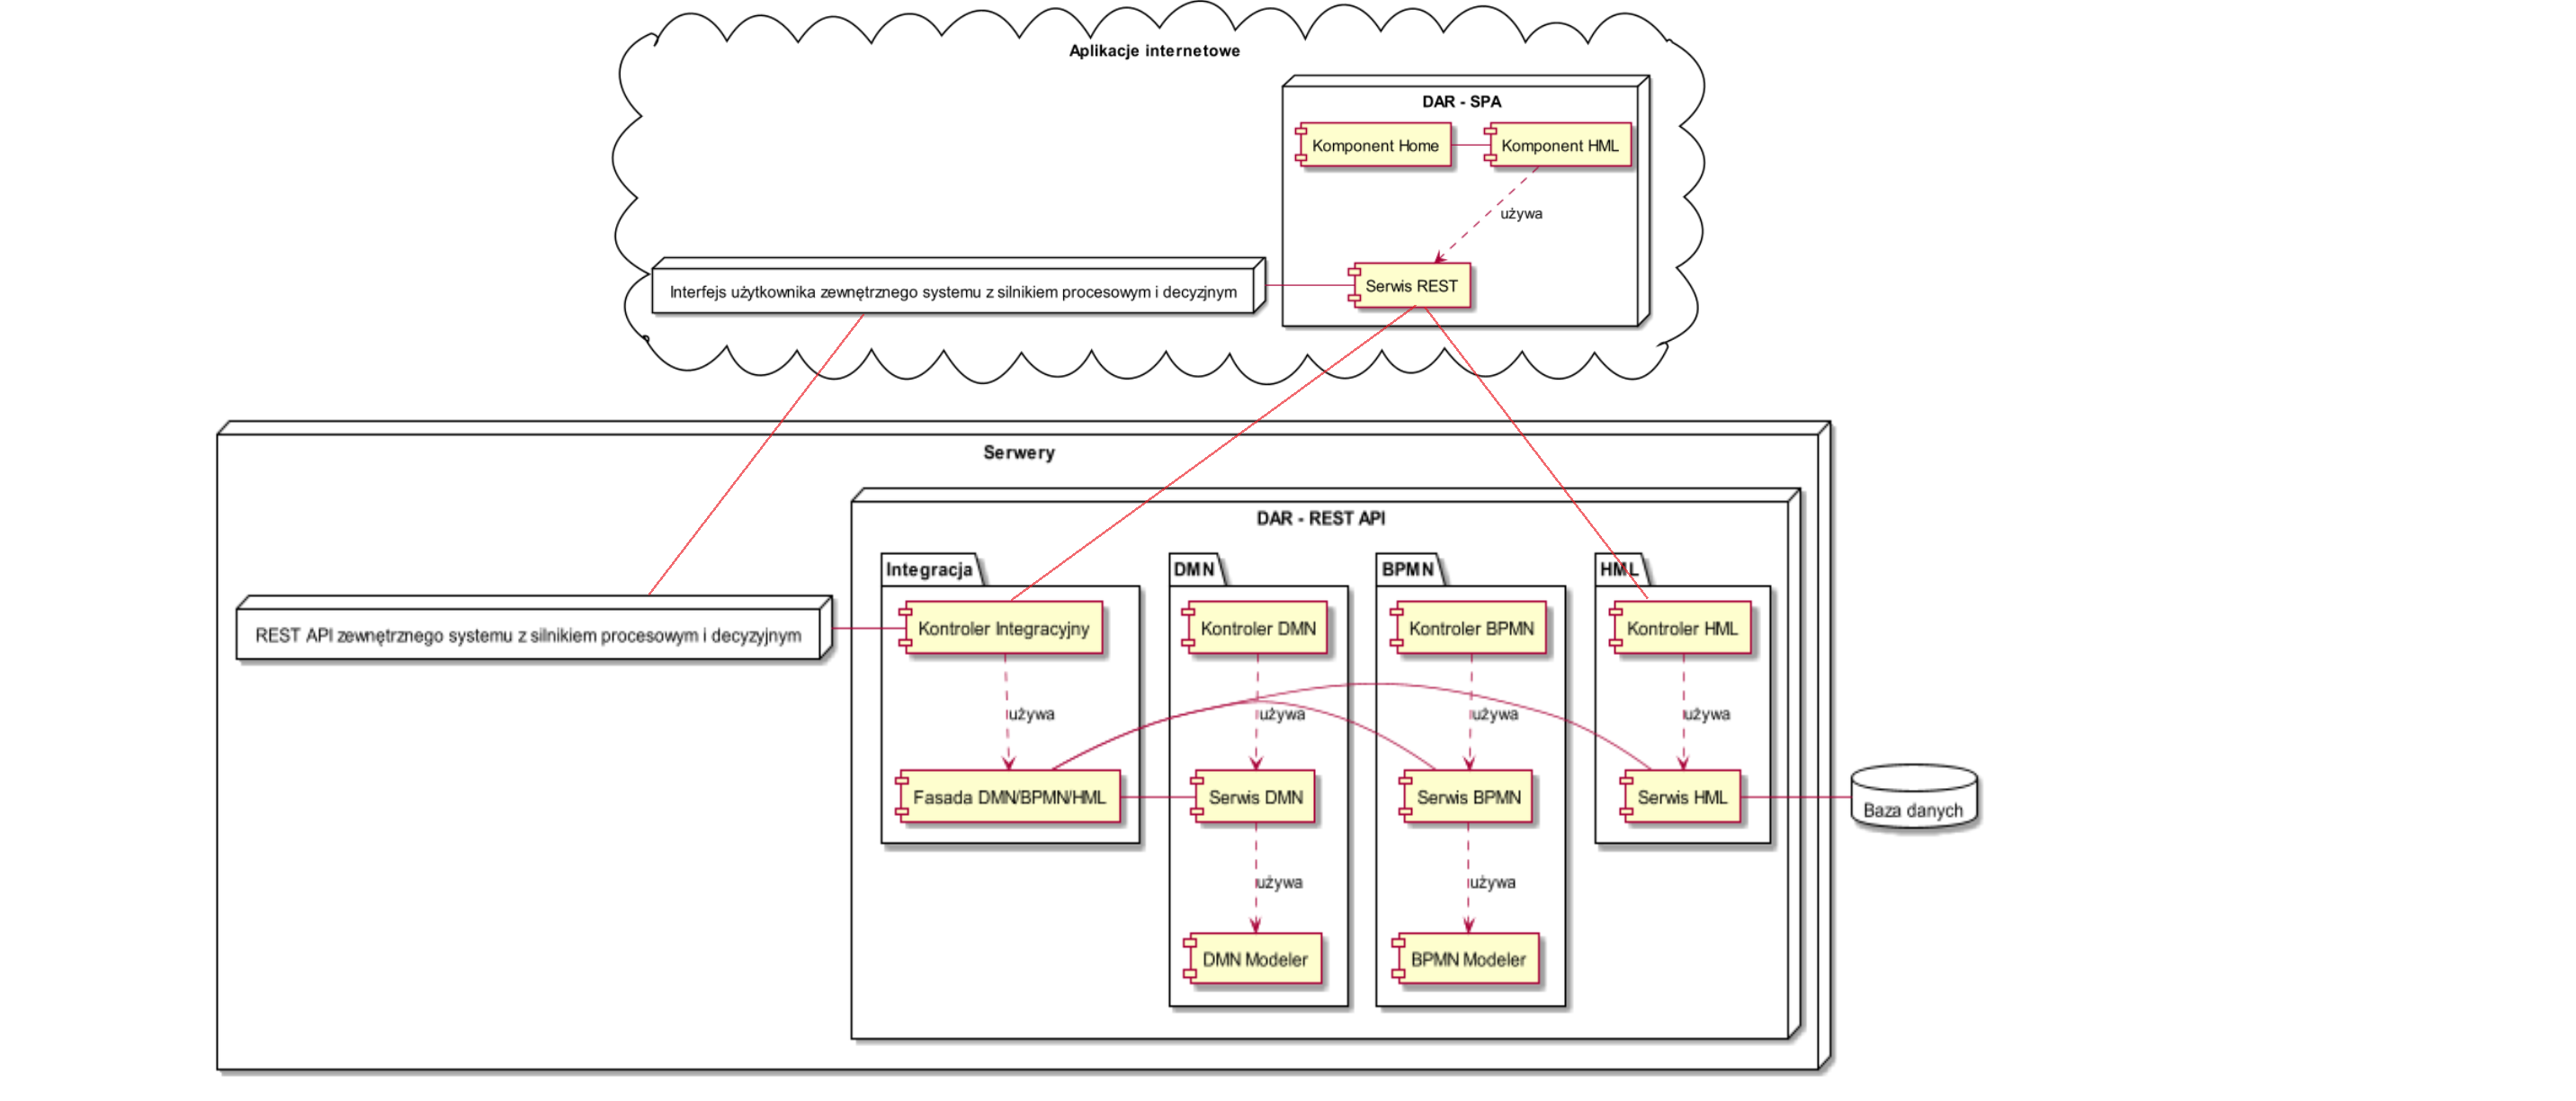 Aplikacje internetowe
DAR - SPA
Komponent Home
Komponent HML
używa
Interfejs użytkownika zewnętrznego systemu z silnikiem procesowym i decyzjnym
Serwis REST
Serwery
DAR - REST API
Integracja
DMN
BPMN
HML
REST API zewnętrznego systemu z silnikiem procesowym i decyzyjnym
Kontroler Integracyjny
Kontroler DMN
Kontroler BPMN
Kontroler HML
używa
używa
używa
używa
Fasada DMN/BPMN/HML
Serwis DMN
Serwis BPMN
Serwis HML
Baza danych
używa
używa
DMN Modeler
BPMN Modeler